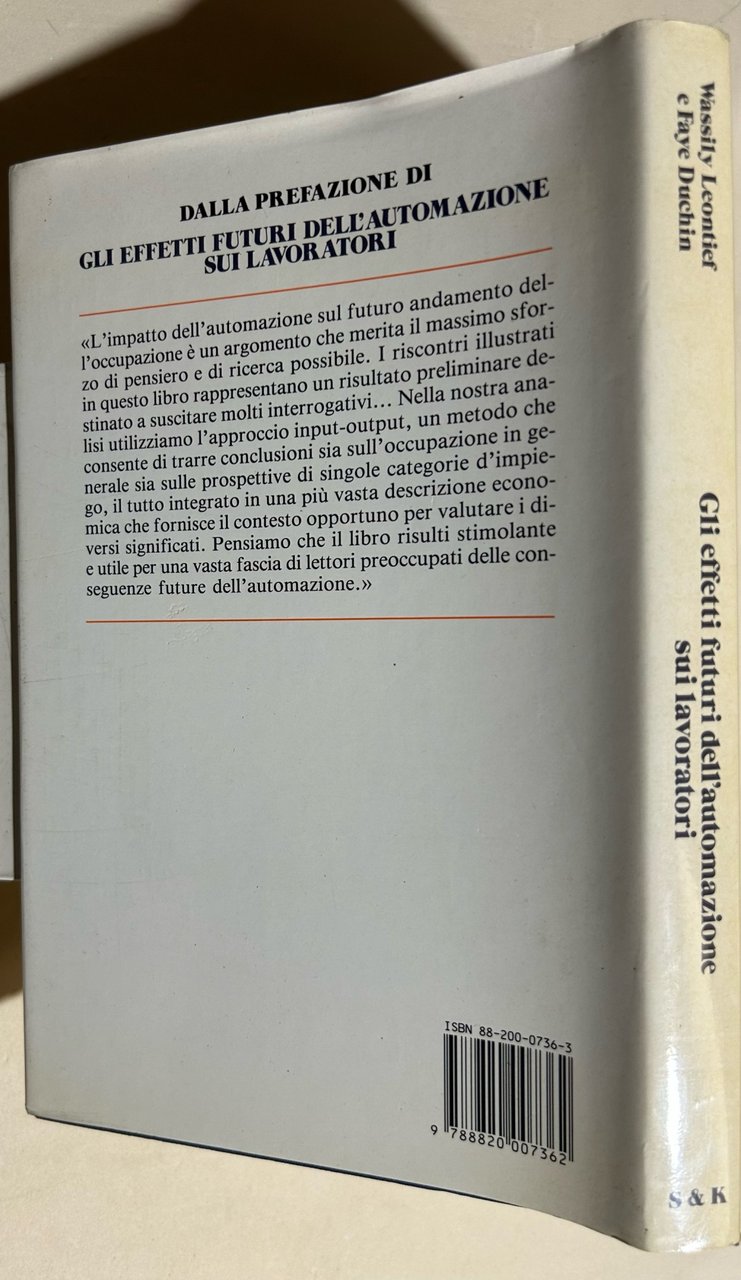 DALLA PREFAZIONE DI
GLI EFFETTI FUTURI DELL'AUTOMAZIONE
SUI LAVORATORI
«L'impatto dell'automazione sul futuro andamento del-
l'occupazione è un argomento che merita il massimo sfor-
zo di pensiero e di ricerca possibile. I riscontri illustrati
in questo libro rappresentano un risultato preliminare de-
stinato a suscitare molti interrogativi... Nella nostra ana-
lisi utilizziamo l'approccio input-output, un metodo che
consente di trarre conclusioni sia sull'occupazione in ge-
nerale sia sulle prospettive di singole categorie d'impie-
go, il tutto integrato in una più vasta descrizione econo-
mica che fornisce il contesto opportuno per valutare i di-
versi significati. Pensiamo che il libro risulti stimolante
e utile per una vasta fascia di lettori preoccupati delle con-
seguenze future dell'automazione.»
ISBN 88-200-0736-3
9 788820 007362
Wassily Leontief
e Faye Duchin
Gli effetti futuri dell'automazione
sui lavoratori
S & K